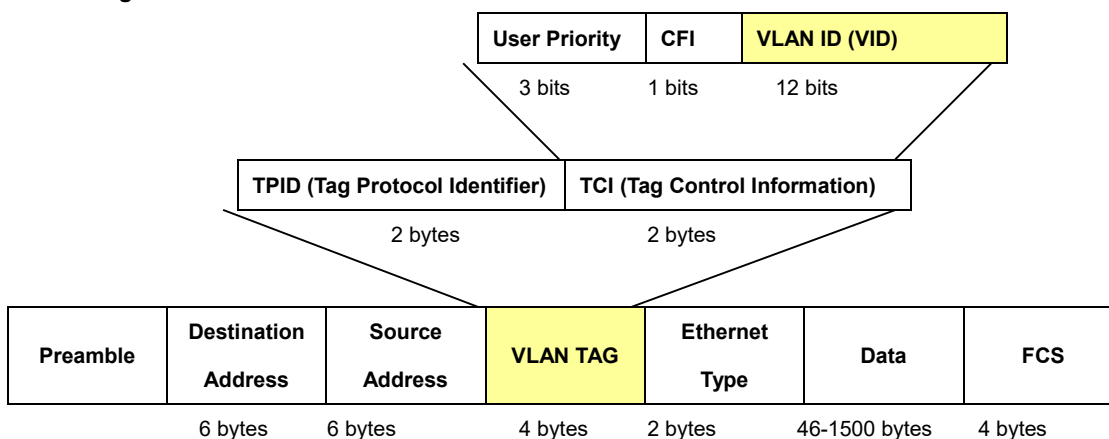 User Priority CFI VLAN ID (VID)
3 bits 1 bits 12 bits
TPID (Tag Protocol Identifier) TCI (Tag Control Information)
2 bytes 2 bytes
Preamble
Destination
Address
Source
Address
VLAN TAG
Ethernet
Type
Data
FCS
6 bytes 6 bytes 4 bytes 2 bytes 46-1500 bytes 4 bytes